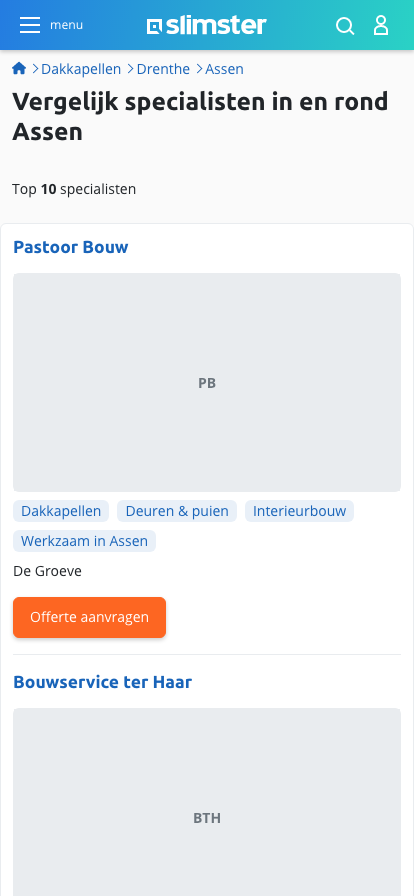 menu
slimster
Dakkapellen Drenthe Assen
Vergelijk specialisten in en rond
Assen
Top 10 specialisten
Pastoor Bouw
PB
Dakkapellen Deuren & puien Interieurbouw
Werkzaam in Assen
De Groeve
Offerte aanvragen
Bouwservice ter Haar
BTH